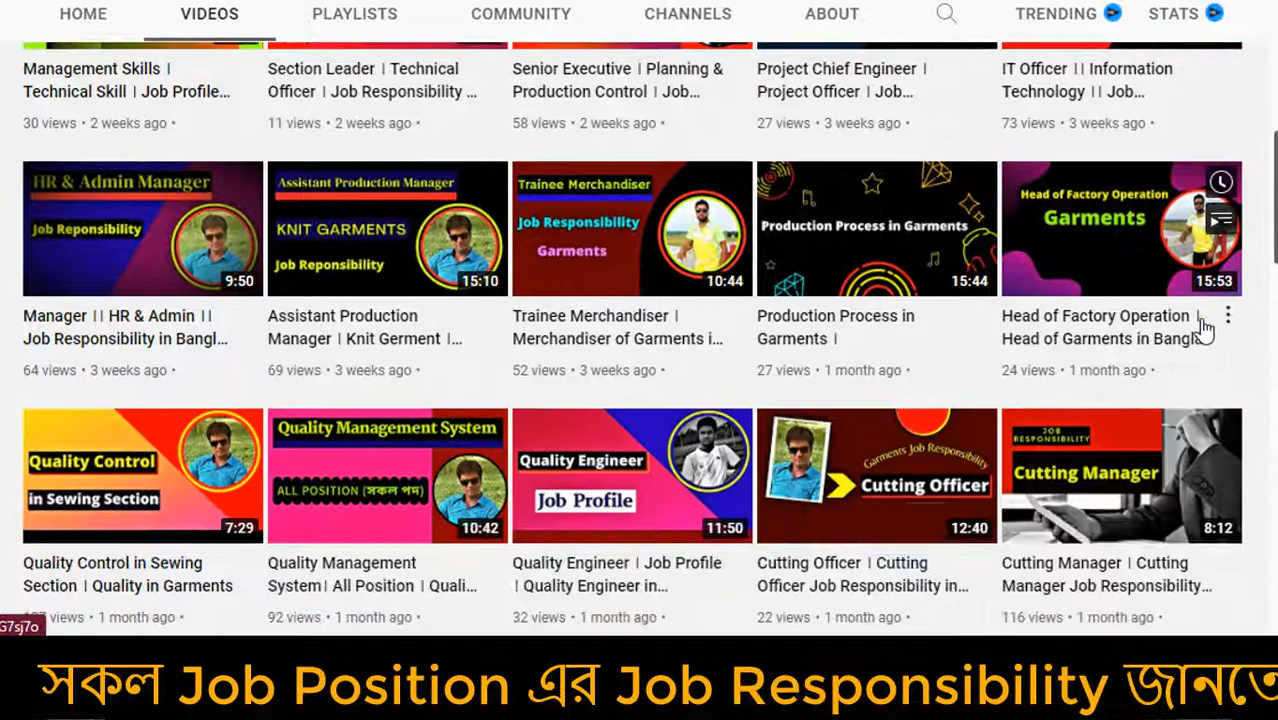 HOME VIDEOS PLAYLISTS COMMUNITY CHANNELS ABOUT TRENDING STATS
Management Skills |
Technical Skill | Job Profile...
30 views • 2 weeks ago •
Section Leader | Technical
Officer | Job Responsibility ...
11 views • 2 weeks ago •
Senior Executive | Planning &
Production Control | Job...
58 views • 2 weeks ago •
Project Chief Engineer |
Project Officer | Job...
27 views • 3 weeks ago •
IT Officer || Information
Technology || Job...
73 views • 3 weeks ago •
HR & Admin Manager
Job Reponsibility
9:50
Manager || HR & Admin ||
Job Responsibility in Bangl...
64 views • 3 weeks ago •
Assistant Production Manager
KNIT GARMENTS
Job Reponsibility
15:10
Assistant Production
Manager | Knit Germent |...
69 views • 3 weeks ago •
Trainee Merchandiser
Job Responsibility
Garments
10:44
Trainee Merchandiser |
Merchandiser of Garments i...
52 views • 3 weeks ago •
Production Process in Garments
15:44
Production Process in
Garments |
27 views • 1 month ago •
Head of Factory Operation
Garments
15:53
Head of Factory Operation |
Head of Garments in Bangla
24 views • 1 month ago •
Quality Control
in Sewing Section
7:29
Quality Control in Sewing
Section | Quality in Garments
views • 1 month ago •
Quality Management System
ALL POSITION (সকল পদ)
10:42
Quality Management
System| All Position | Quali...
92 views • 1 month ago •
Quality Engineer
Job Profile
11:50
Quality Engineer | Job Profile
| Quality Engineer in...
32 views • 1 month ago •
Garments Job Responsibility
Cutting Officer
12:40
Cutting Officer | Cutting
Officer Job Responsibility in...
22 views • 1 month ago •
JOB
RESPONSIBILITY
Cutting Manager
8:12
Cutting Manager | Cutting
Manager Job Responsibility...
116 views • 1 month ago •
G7sj7o
সকল Job Position এর Job Responsibility জানতে